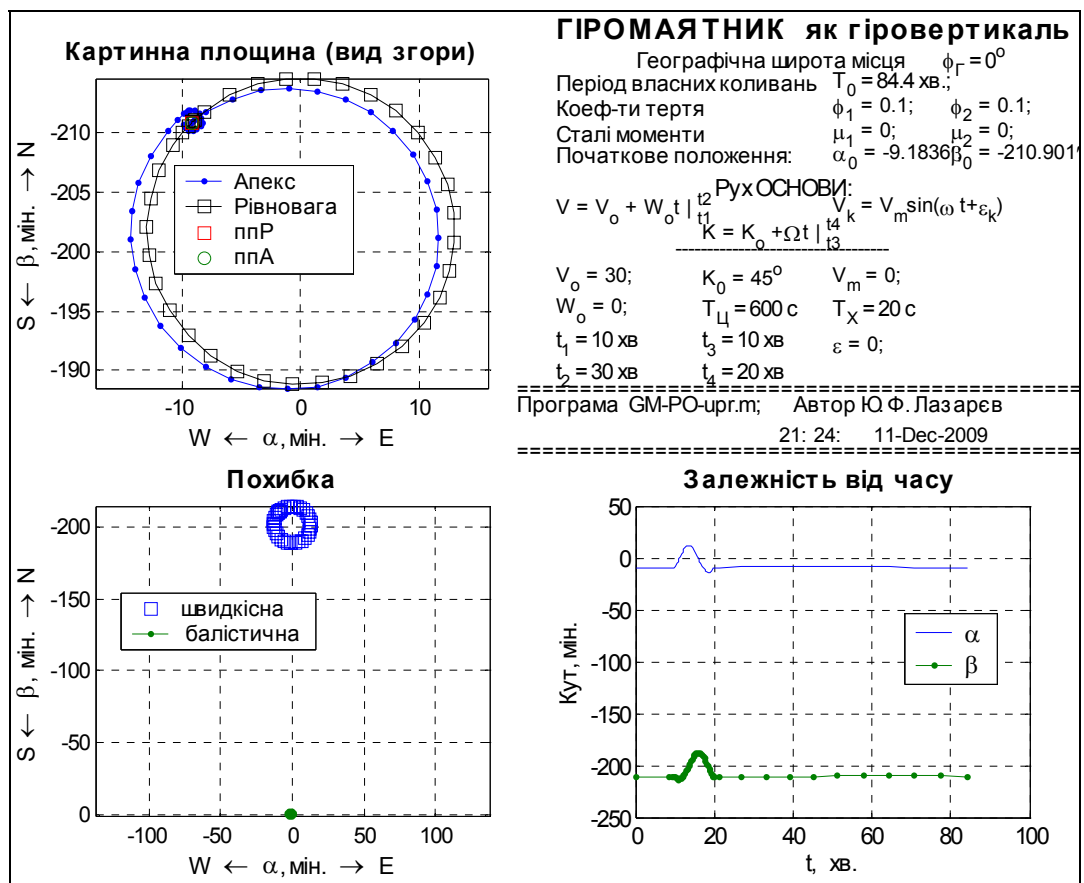 Картинна площина (вид згори)
-210
-205
-200
-195
-190
-10
0
10
S ← β, мін. → N
W ← α, мін. → E
Апекс
Рівновага
ппР
ппА
ГІРОМАЯТНИК як гіровертикаль
Географічна широта місця φГ = 0°
Період власних коливань T0 = 84.4 хв.;
Коеф-ти тертя φ1 = 0.1; φ2 = 0.1;
Сталі моменти μ1 = 0; μ2 = 0;
Початкове положення: α0 = -9.1836 β0 = -210.901'
Рух ОСНОВИ:
V = Vo + Wot |t1 t2 Vk = Vmsin(ω t+εk)
K = Ko +Ωt |t3 t4
--------------------------------
Vo = 30; K0 = 45° Vm = 0;
Wo = 0; TЦ = 600 c TX = 20 c
t1 = 10 хв t3 = 10 хв ε = 0;
t2 = 30 хв t4 = 20 хв
================================================
Програма GM-PO-upr.m; Автор Ю. Ф. Лазарєв
21: 24: 11-Dec-2009
================================================
Похибка
-200
-150
-100
-50
0
-100
-50
0
50
100
S ← β, мін. → N
W ← α, мін. → E
швидкісна
балістична
Залежність від часу
50
0
-50
-100
-150
-200
-250
0
20
40
60
80
100
Кут, мін.
t, хв.
α
β